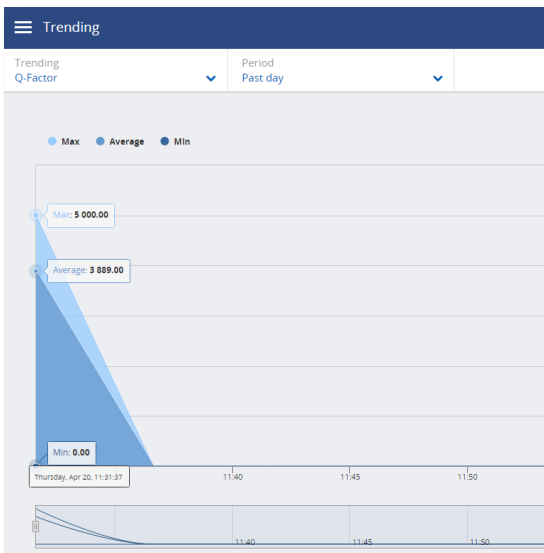 Trending
Trending Period
Q-Factor Past day
Max Average Min
Max: 5 000.00
Average: 3 889.00
Min: 0.00
Thursday, Apr 20, 11:31:37 11:40 11:45 11:50
11:40 11:45 11:50